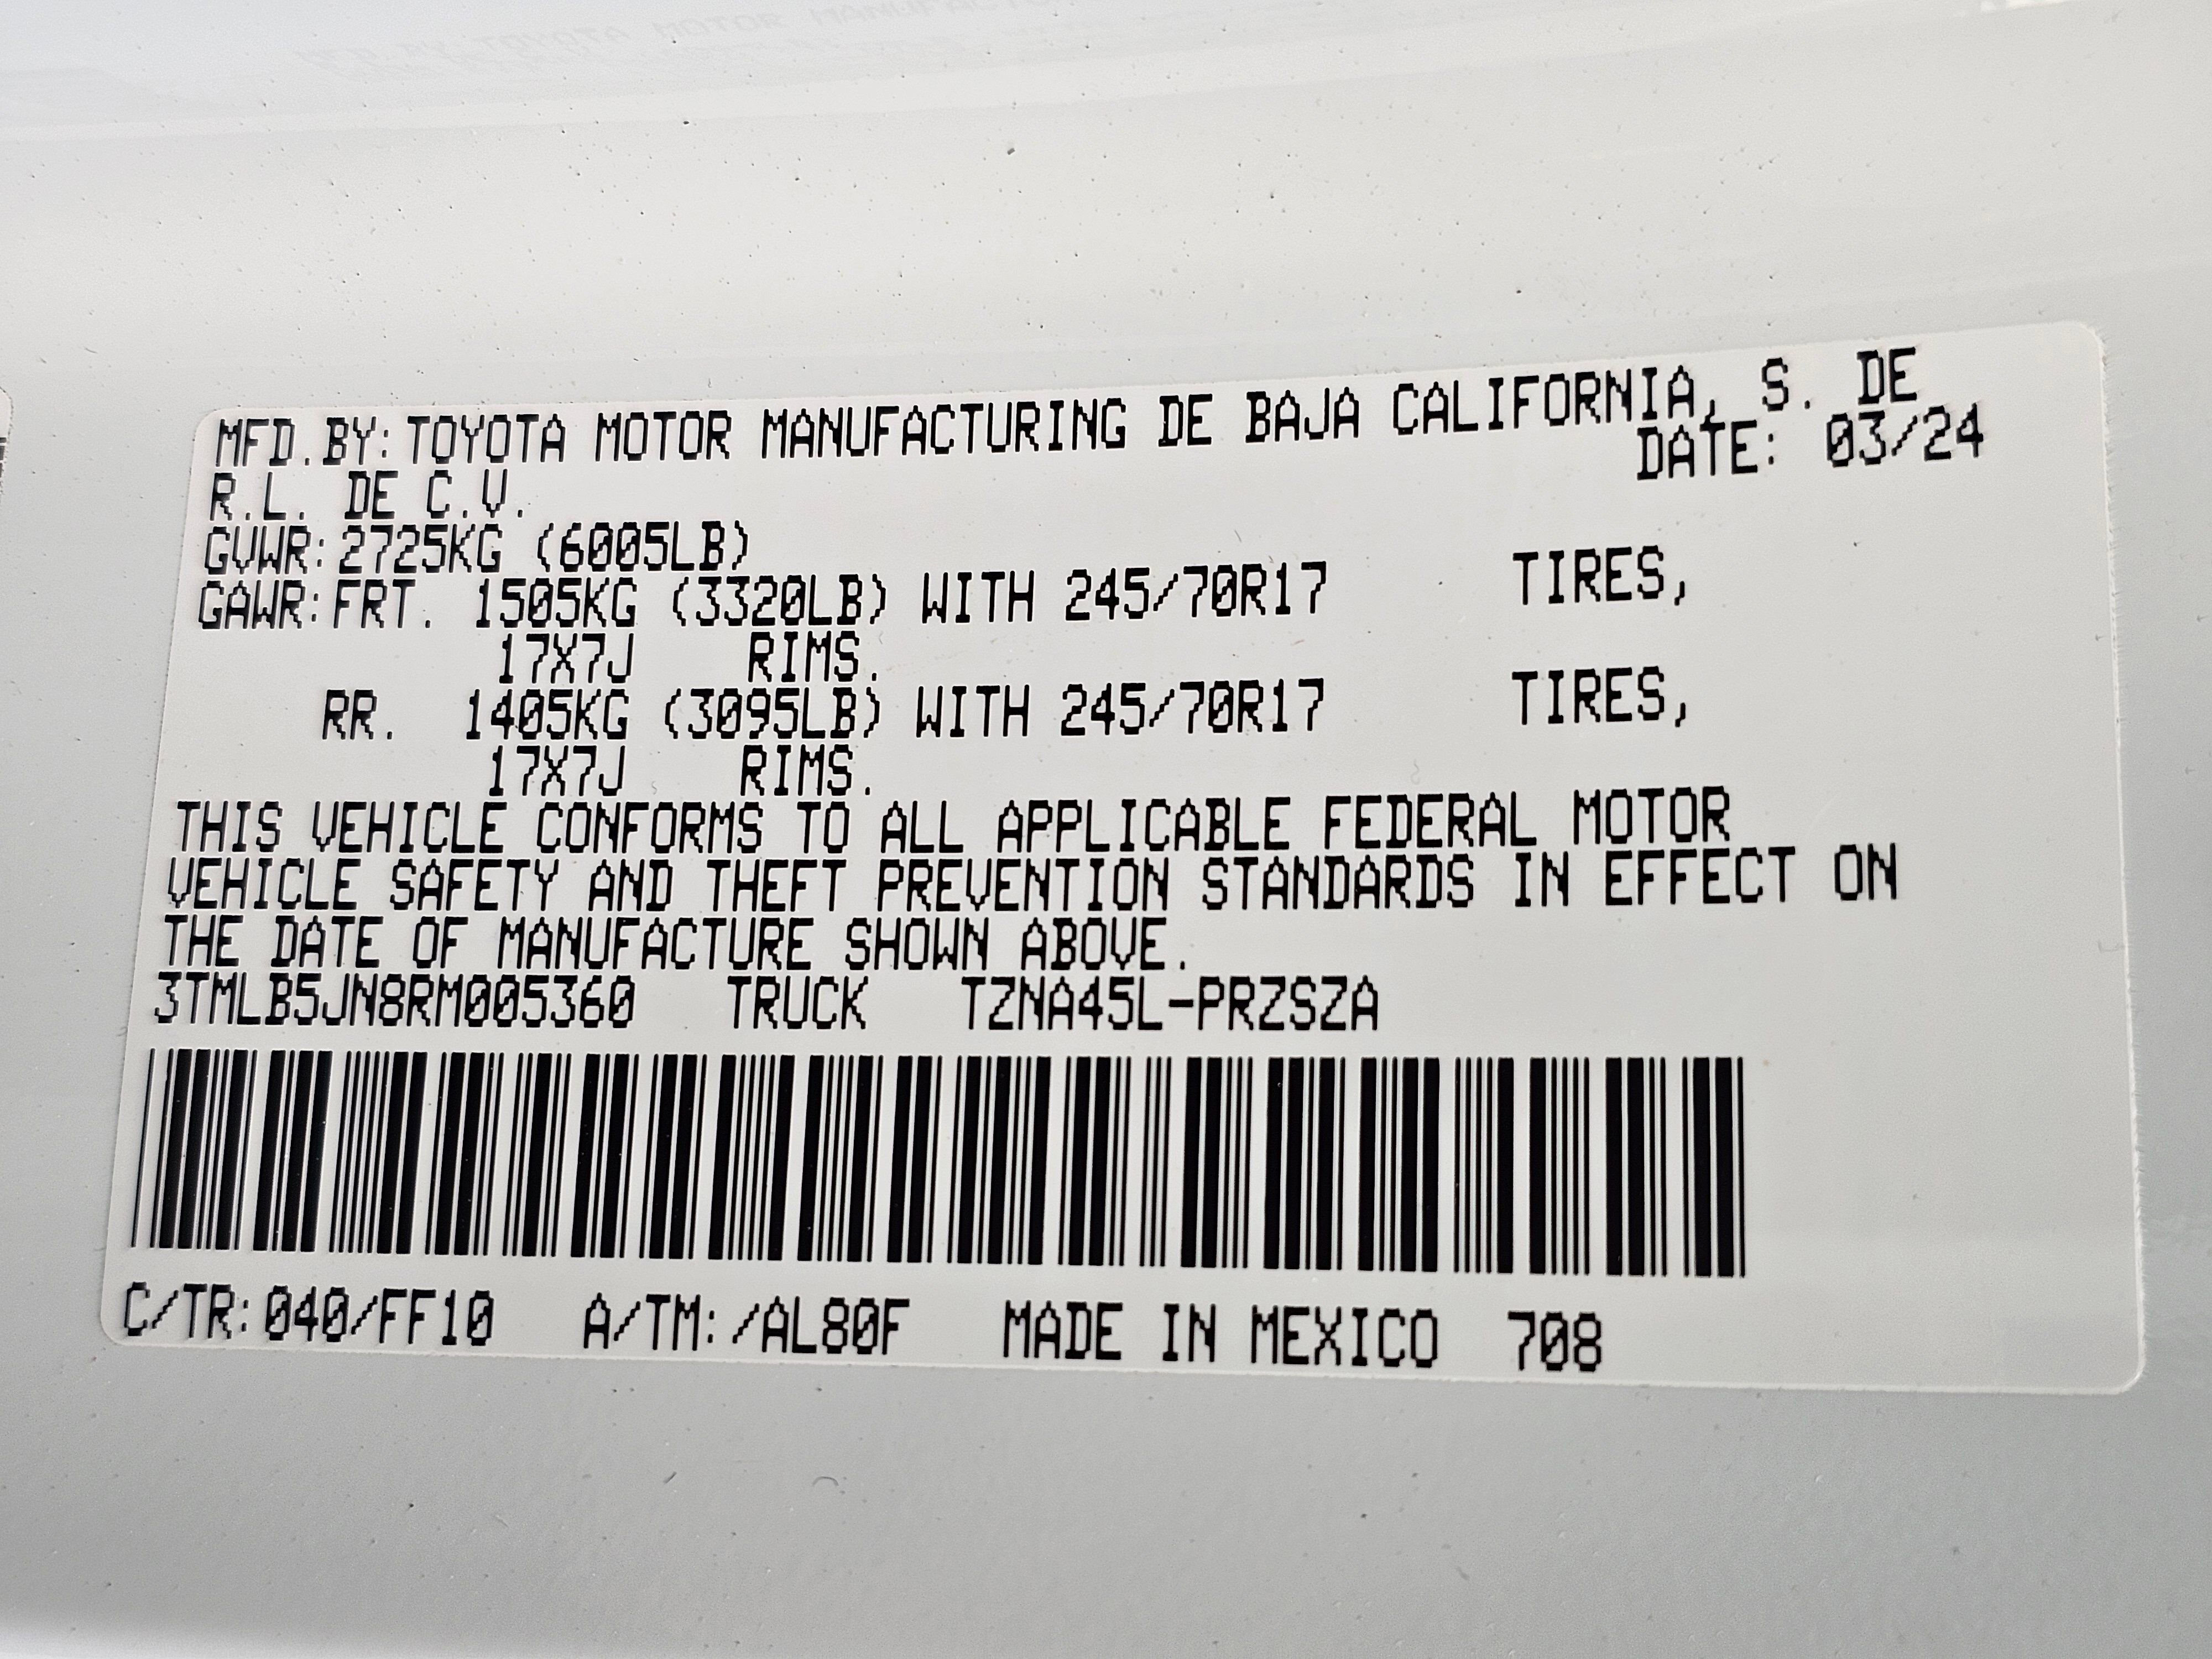 MFD.BY:TOYOTA MOTOR MANUFACTURING DE BAJA CALIFORNIA, S. DE
R.L. DE C.V. DATE: 03/24
GVWR:2725KG (6005LB)
GAWR:FRT. 1505KG (3320LB) WITH 245/70R17 TIRES,
17X7J RIMS.
RR. 1405KG (3095LB) WITH 245/70R17 TIRES,
17X7J RIMS.
THIS VEHICLE CONFORMS TO ALL APPLICABLE FEDERAL MOTOR
VEHICLE SAFETY AND THEFT PREVENTION STANDARDS IN EFFECT ON
THE DATE OF MANUFACTURE SHOWN ABOVE.
3TMLB5JN8RM005360 TRUCK TZNA45L-PRZSZA
C/TR:040/FF10 A/TM:/AL80F MADE IN MEXICO 708